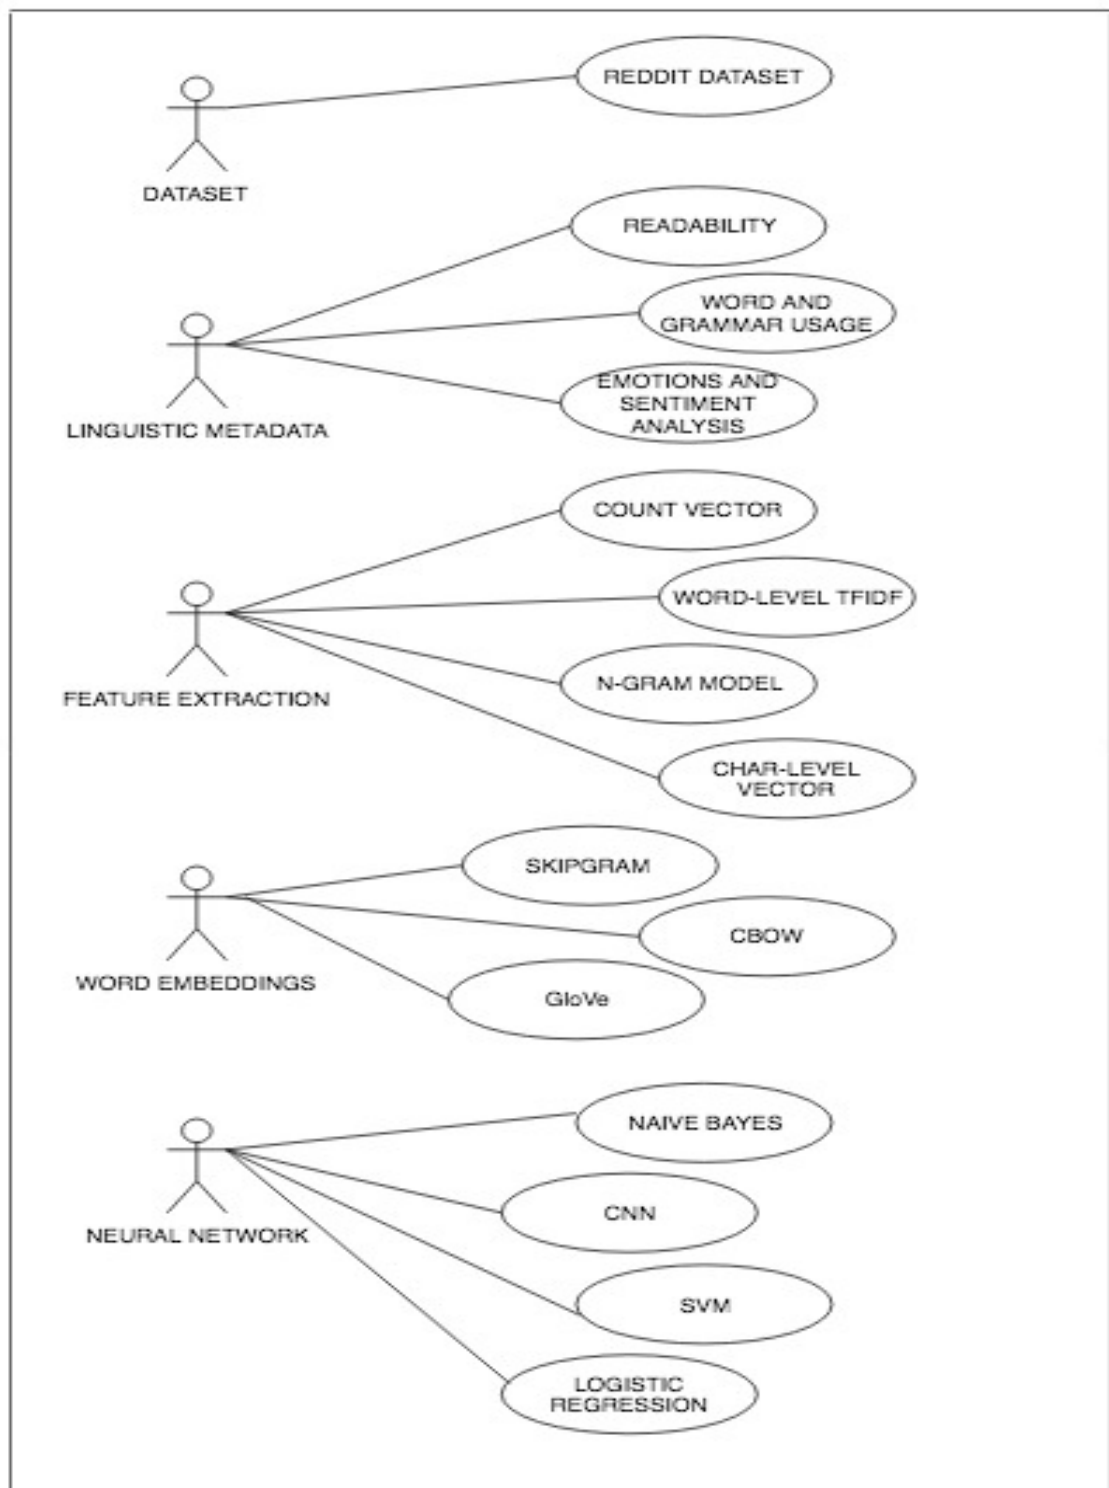 REDDIT DATASET
DATASET
READABILITY
WORD AND
GRAMMAR USAGE
EMOTIONS AND
SENTIMENT
ANALYSIS
LINGUISTIC METADATA
COUNT VECTOR
WORD-LEVEL TFIDF
N-GRAM MODEL
FEATURE EXTRACTION
CHAR-LEVEL
VECTOR
SKIPGRAM
CBOW
WORD EMBEDDINGS
GloVe
NAIVE BAYES
CNN
NEURAL NETWORK
SVM
LOGISTIC
REGRESSION